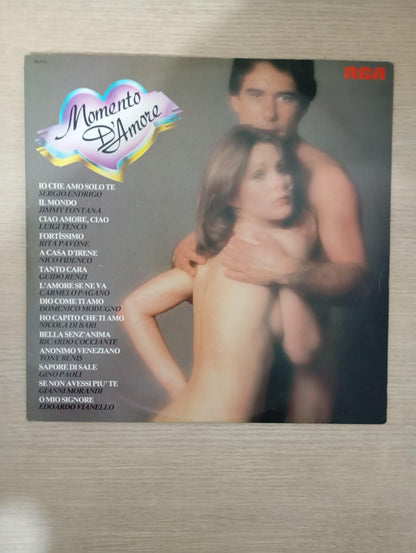 RCA
Momento
D'Amore
IO CHE AMO SOLO TE
SERGIO ENDRIGO
IL MONDO
JIMMY FONTANA
CIAO AMORE, CIAO
LUIGI TENCO
FORTÍSSIMO
RITA PAVONE
A CASA D'IRENE
NICO FIDENCO
TANTO CARA
GUIDO RENZI
L'AMORE SE NE VA
CARMELO PAGANO
DIO COME TI AMO
DOMENICO MODUGNO
HO CAPITO CHE TI AMO
NICOLA DI BARI
BELLA SENZ'ANIMA
RICARDO COCCIANTE
ANONIMO VENEZIANO
TONY RENIS
SAPORE DI SALE
GINO PAOLI
SE NON AVESSI PIU' TE
GIANNI MORANDI
O MIO SIGNORE
EDOARDO VIANELLO